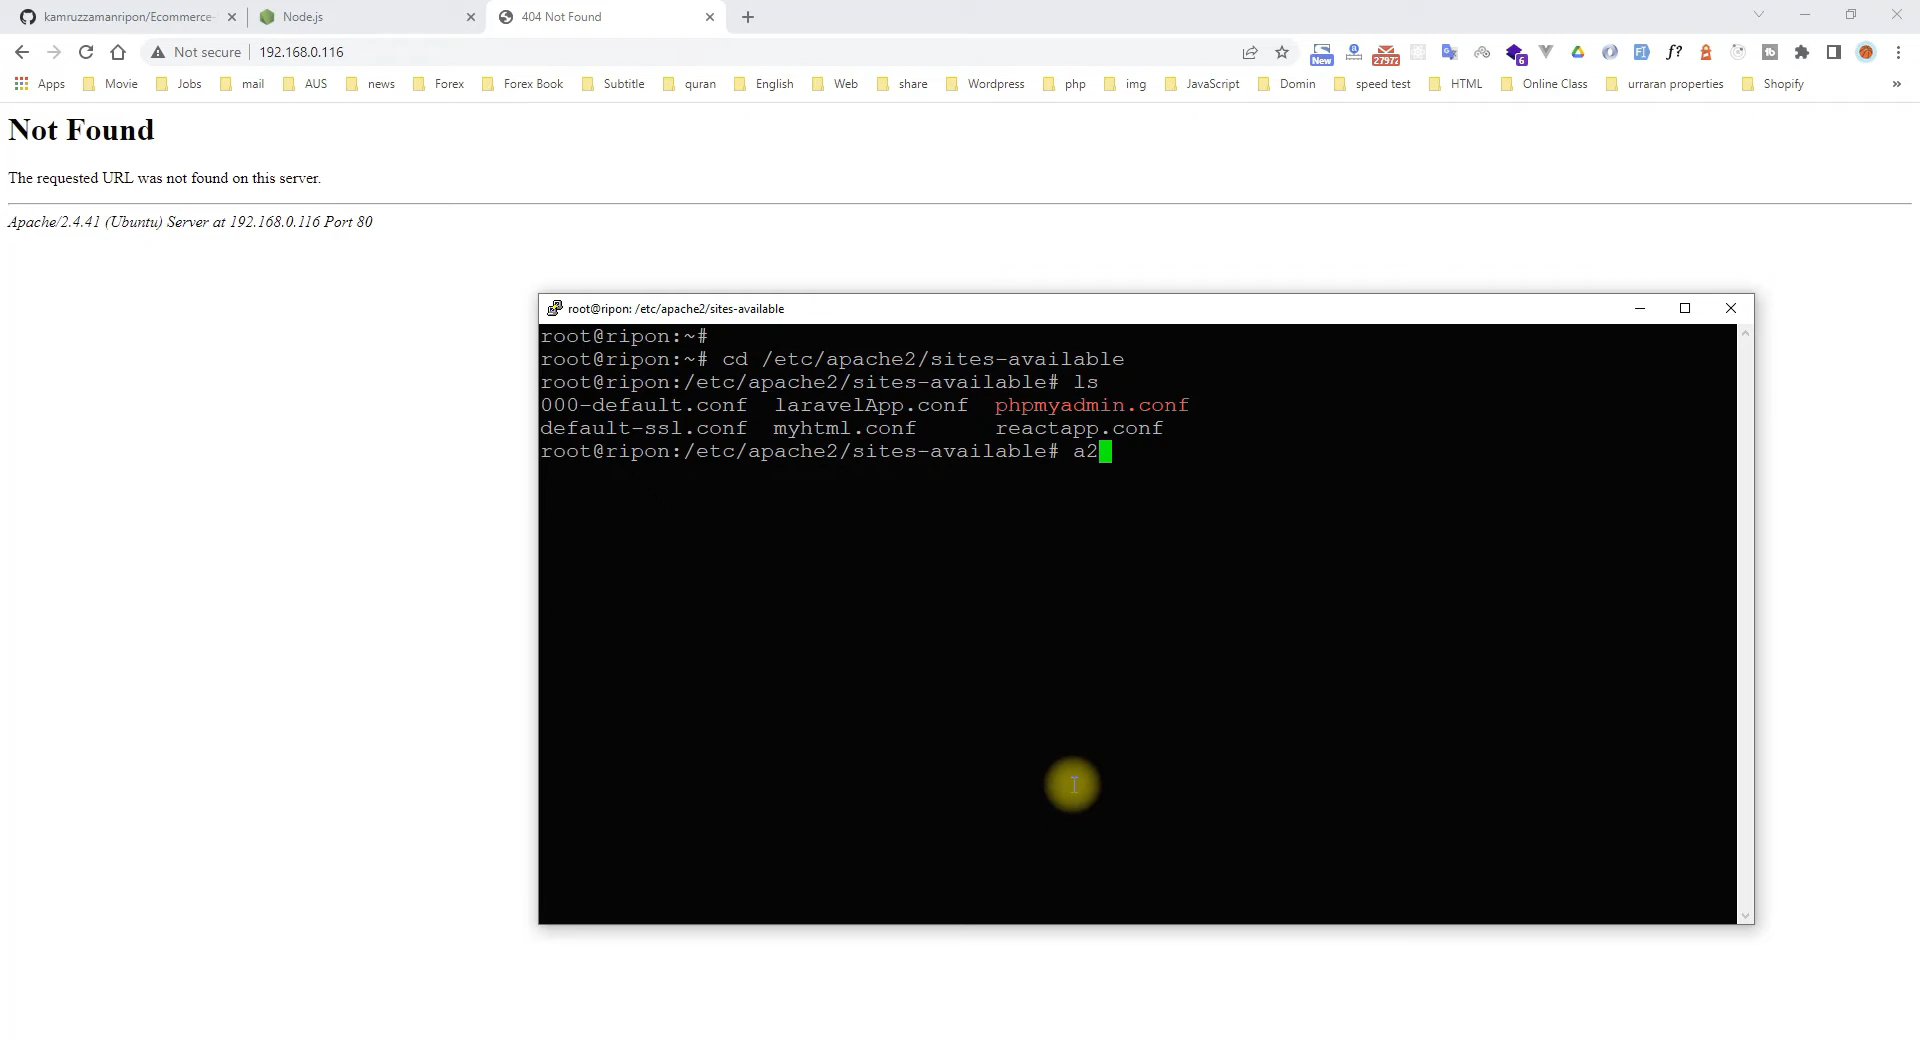 kamruzzamanripon/Ecommerce-
Node.js
404 Not Found
Not secure
192.168.0.116
New
27972
6
Apps
Movie
Jobs
mail
AUS
news
Forex
Forex Book
Subtitle
quran
English
Web
share
Wordpress
php
img
JavaScript
Domin
speed test
HTML
Online Class
urraran properties
Shopify
»
Not Found
The requested URL was not found on this server.
Apache/2.4.41 (Ubuntu) Server at 192.168.0.116 Port 80
root@ripon: /etc/apache2/sites-available
root@ripon:~#
root@ripon:~# cd /etc/apache2/sites-available
root@ripon:/etc/apache2/sites-available# ls
000-default.conf laravelApp.conf phpmyadmin.conf
default-ssl.conf myhtml.conf reactapp.conf
root@ripon:/etc/apache2/sites-available# a2